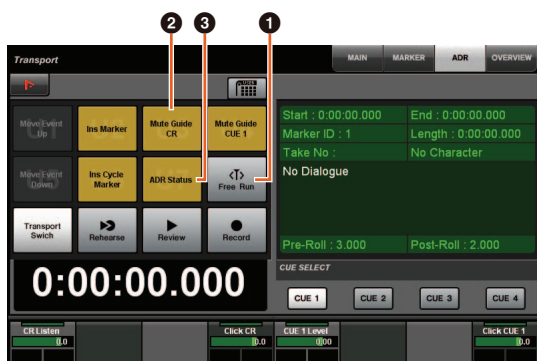 2 3 1
Transport MAIN MARKER ADR OVERVIEW
Move Event Up
Ins Marker
Mute Guide CR
Mute Guide CUE 1
Move Event Down
Ins Cycle Marker
ADR Status
Free Run
Transport Swich
Rehearse
Review
Record
0:00:00.000
Start : 0:00:00.000 End : 0:00:00.000
Marker ID : 1 Length : 0:00:00.000
Take No : No Character
No Dialogue
Pre-Roll : 3.000 Post-Roll : 2.000
CUE SELECT
CUE 1 CUE 2 CUE 3 CUE 4
CR Listen Click CR CUE 1 Level Click CUE 1
0.0 0.0 0.00 0.0